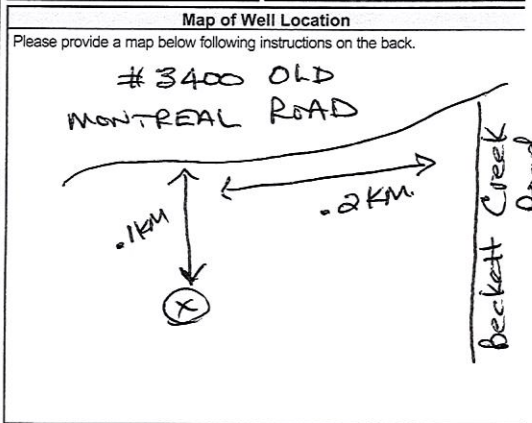 Map of Well Location
Please provide a map below following instructions on the back.
# 3400 OLD
MONTREAL ROAD
.1KM
.2KM.
X
Beckett Creek